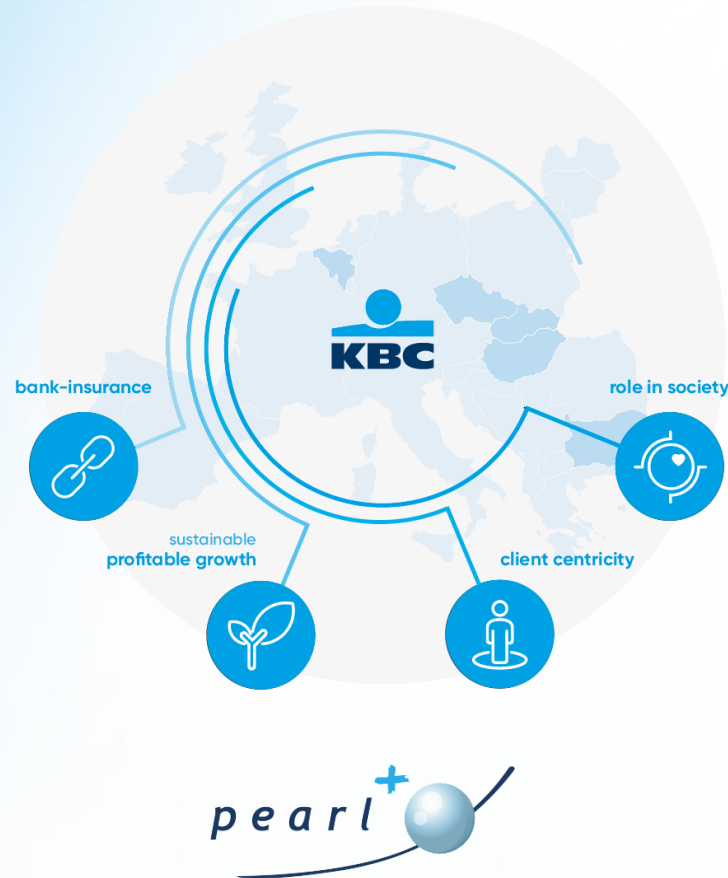 KBC
bank-insurance
role in society
sustainable
profitable growth
client centricity
pearl+